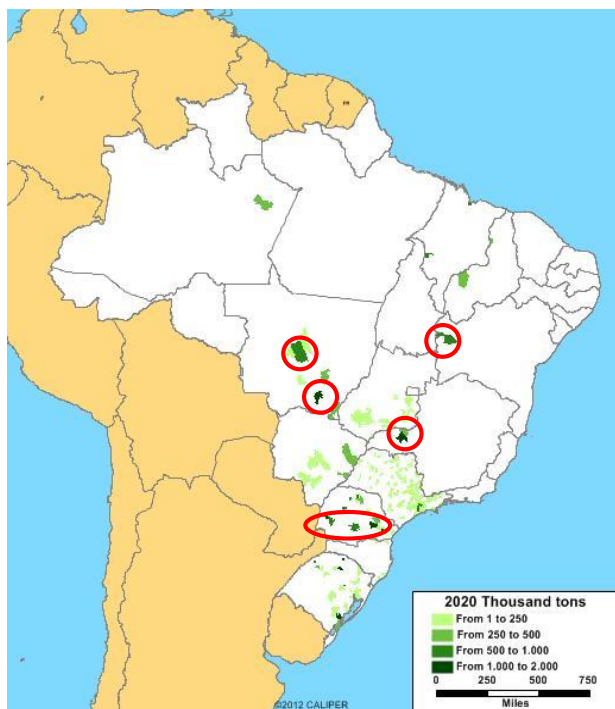 2020 Thousand tons
From 1 to 250
From 250 to 500
From 500 to 1.000
From 1.000 to 2.000
0 250 500 750
Miles
©2012 CALIPER